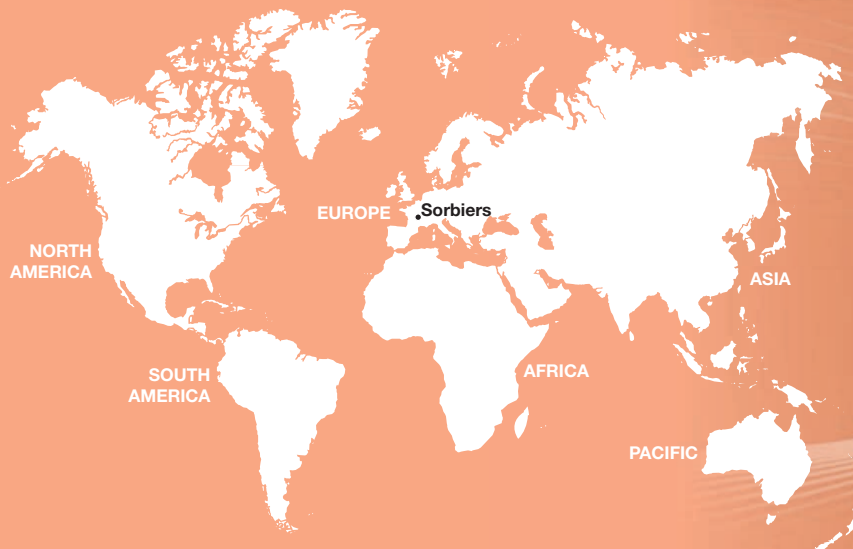 EUROPE
Sorbiers
NORTH
AMERICA
ASIA
SOUTH
AMERICA
AFRICA
PACIFIC